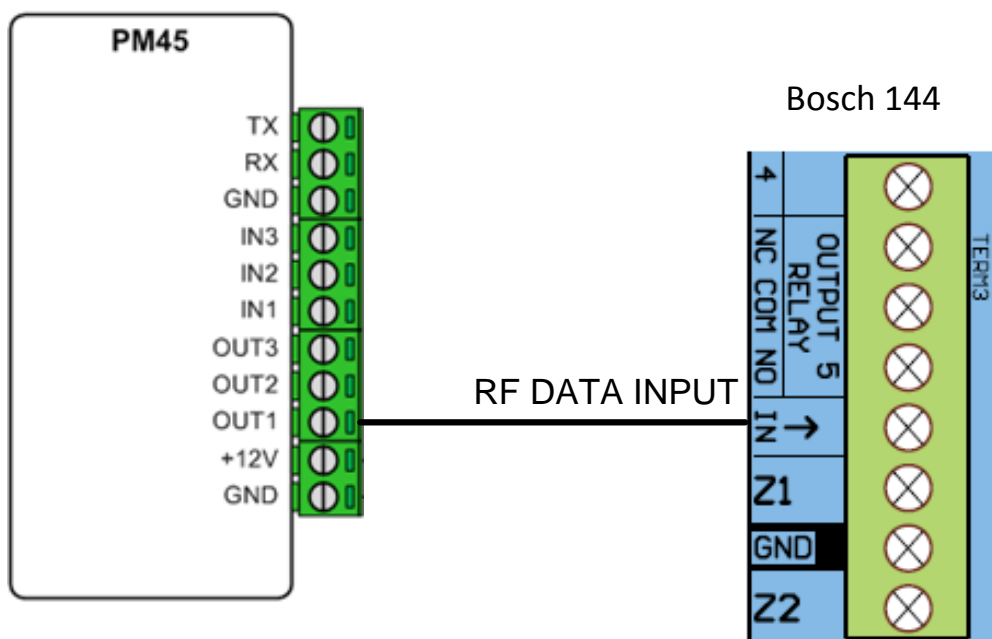 PM45
TX
RX
GND
IN3
IN2
IN1
OUT3
OUT2
OUT1
+12V
GND
RF DATA INPUT
Bosch 144
4
NC COM NO
OUTPUT 5
RELAY
IN →
Z1
GND
Z2
TERM3